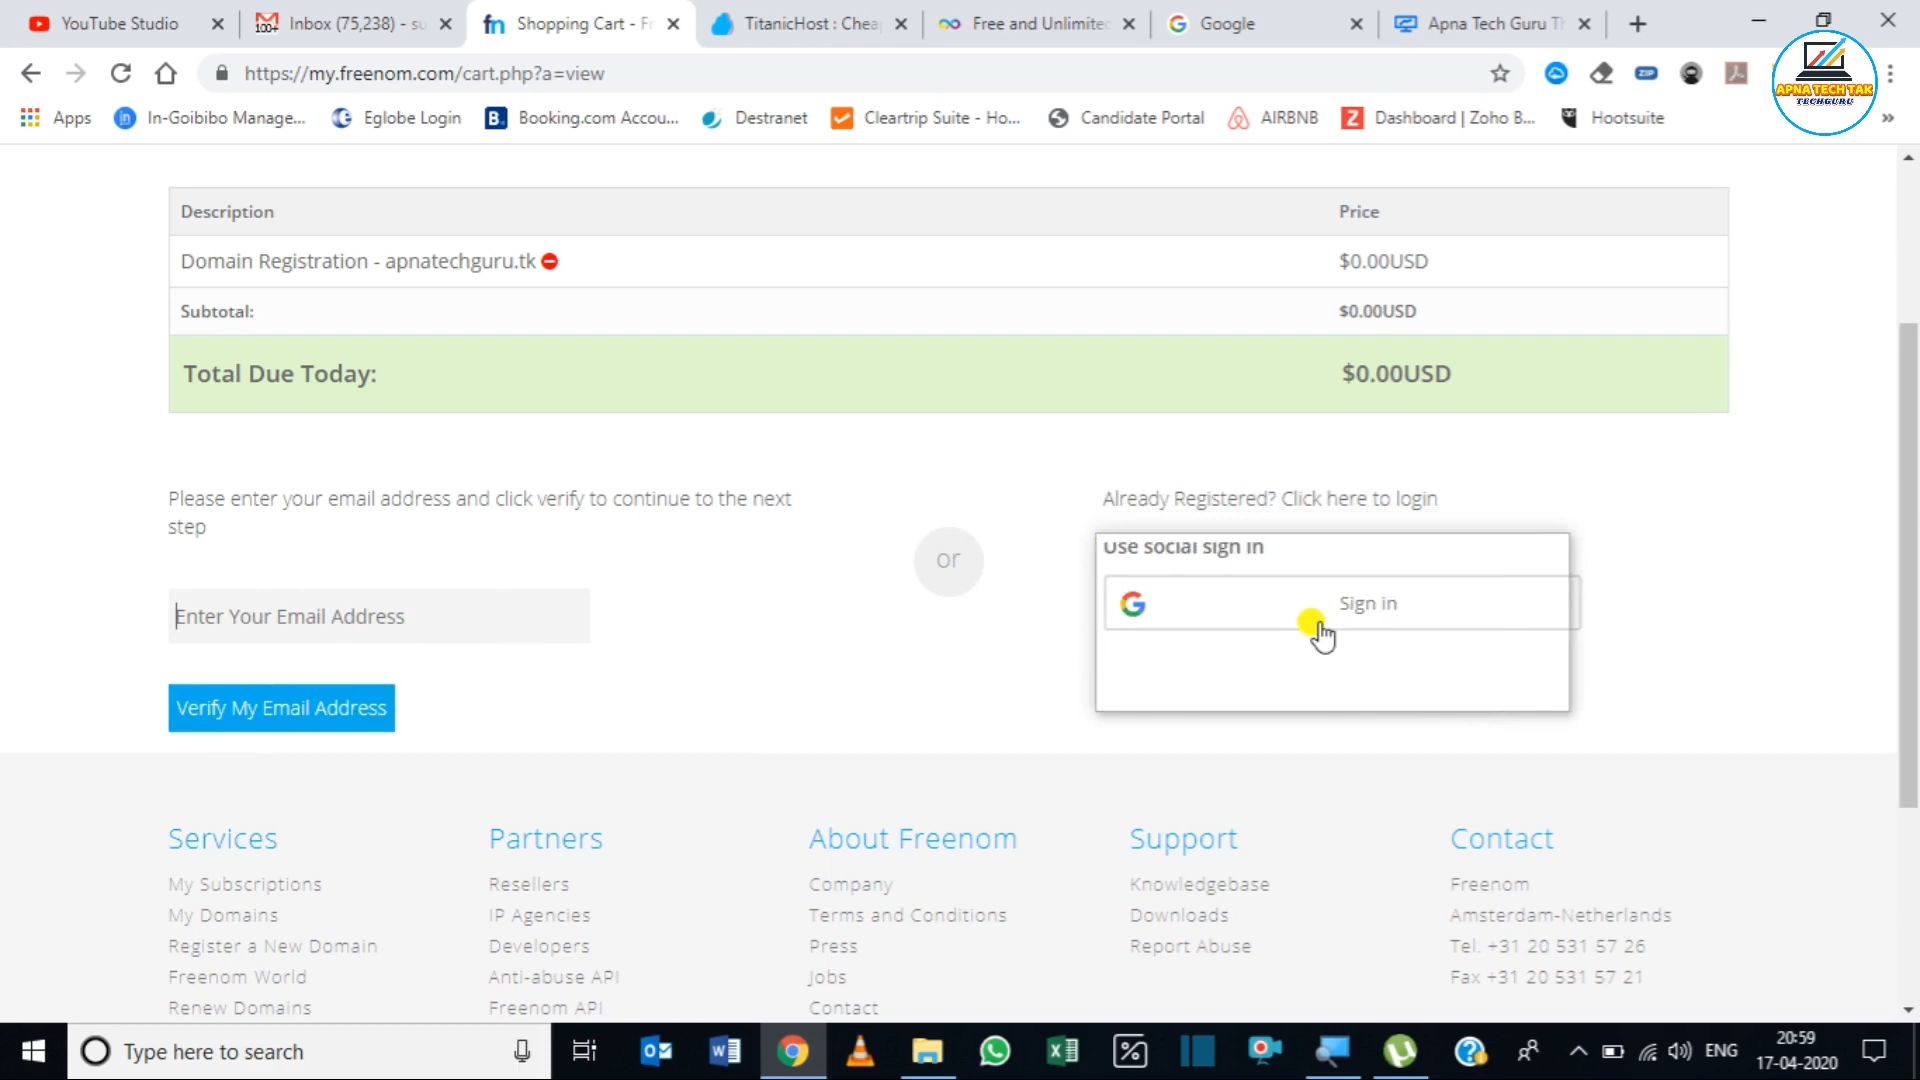 YouTube Studio
Inbox (75,238) - su
Shopping Cart - Fr
TitanicHost : Cheap
Free and Unlimited
Google
Apna Tech Guru Th
https://my.freenom.com/cart.php?a=view
ZIP
APNA TECH TAK
TECHGURU
Apps
In-Goibibo Manage...
Eglobe Login
B. Booking.com Accou...
Destranet
Cleartrip Suite - Ho...
Candidate Portal
AIRBNB
Dashboard | Zoho B...
Hootsuite
»
Description Price
Domain Registration - apnatechguru.tk $0.00USD
Subtotal: $0.00USD
Total Due Today: $0.00USD
Please enter your email address and click verify to continue to the next
step
or
Already Registered? Click here to login
Use social sign in
Sign in
Enter Your Email Address
Verify My Email Address
Services
My Subscriptions
My Domains
Register a New Domain
Freenom World
Renew Domains
Partners
Resellers
IP Agencies
Developers
Anti-abuse API
Freenom API
About Freenom
Company
Terms and Conditions
Press
Jobs
Contact
Support
Knowledgebase
Downloads
Report Abuse
Contact
Freenom
Amsterdam-Netherlands
Tel. +31 20 531 57 26
Fax +31 20 531 57 21
Type here to search
ENG
20:59
17-04-2020